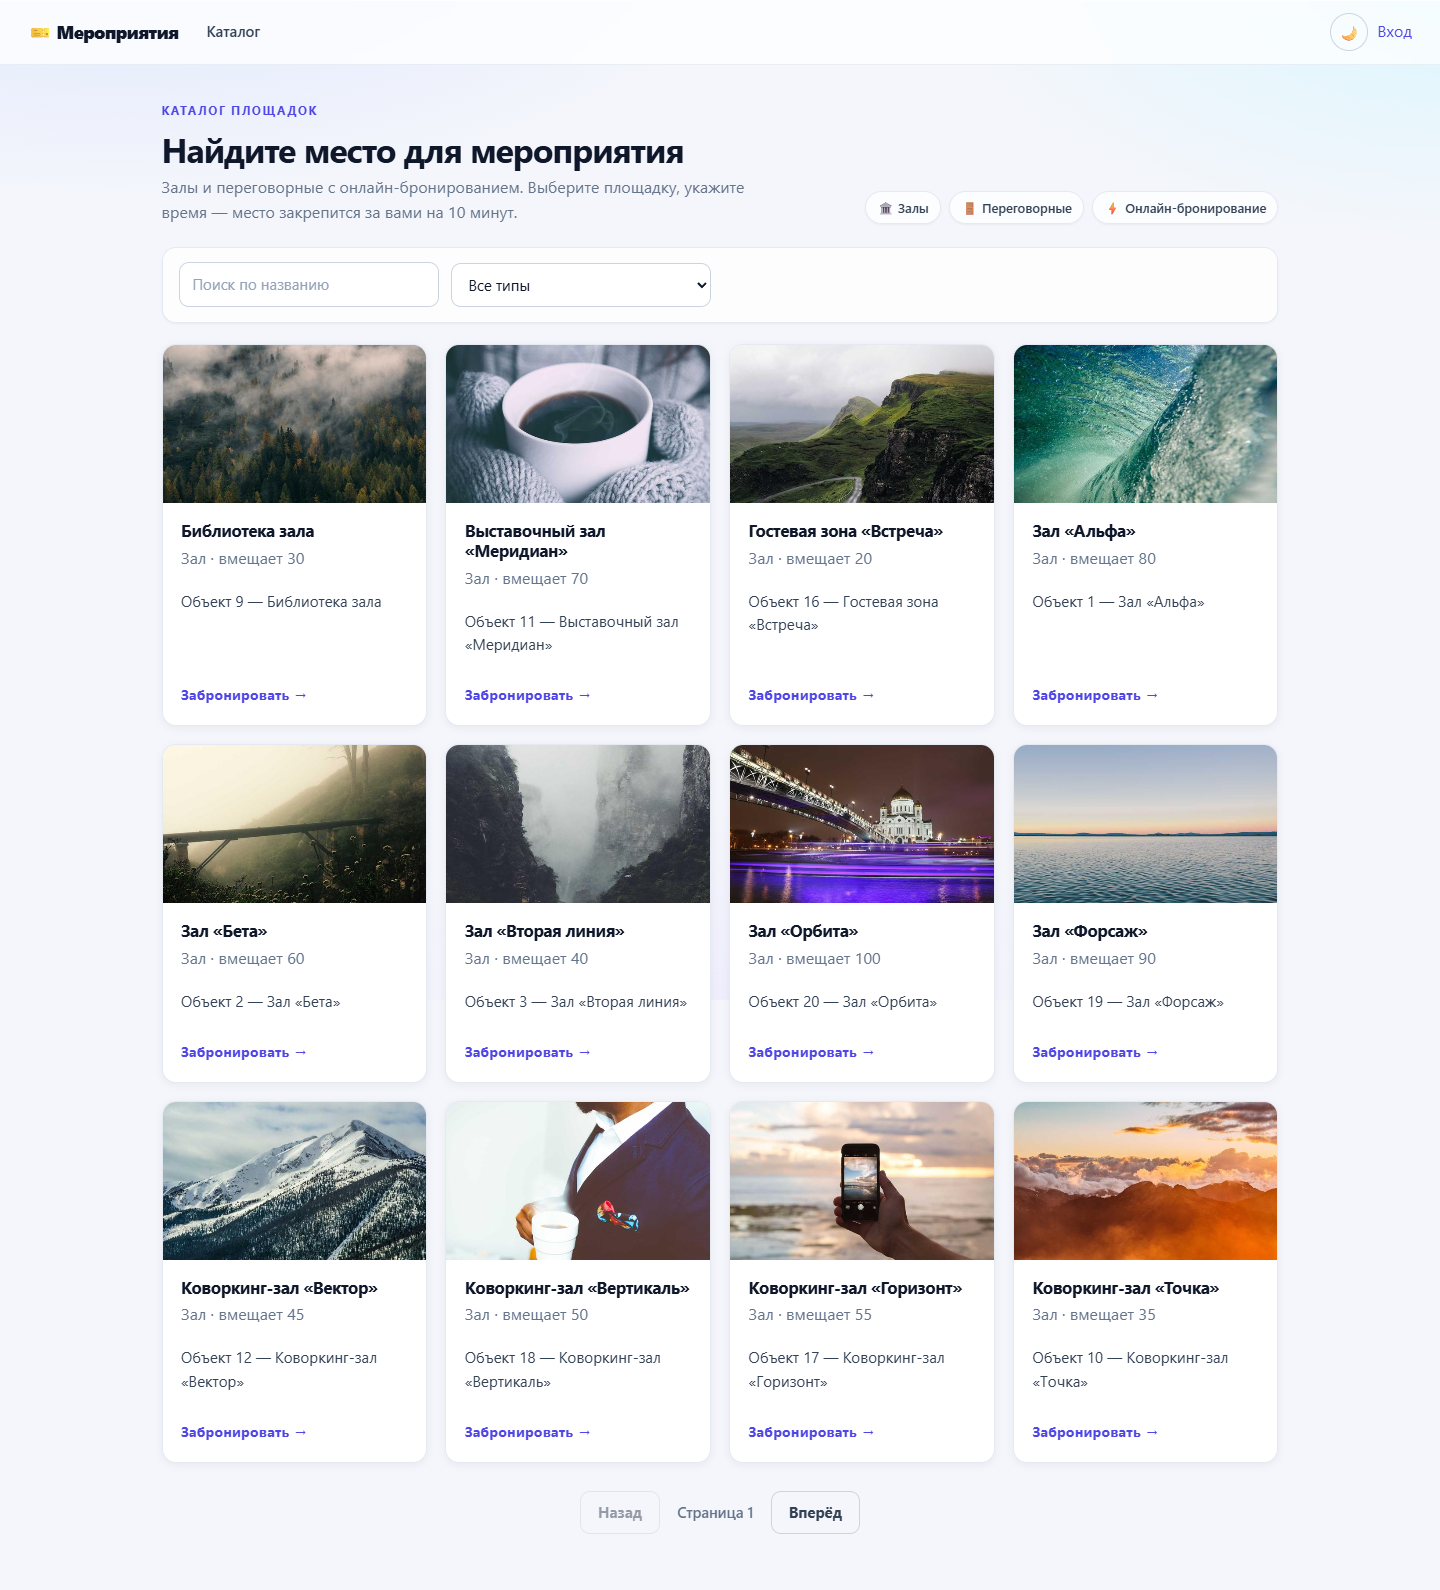 Мероприятия
Каталог
Вход
КАТАЛОГ ПЛОЩАДОК
Найдите место для мероприятия
Залы и переговорные с онлайн-бронированием. Выберите площадку, укажите
время — место закрепится за вами на 10 минут.
Залы
Переговорные
Онлайн-бронирование
Поиск по названию
Все типы
Библиотека зала
Зал · вмещает 30
Объект 9 — Библиотека зала
Забронировать →
Выставочный зал
«Меридиан»
Зал · вмещает 70
Объект 11 — Выставочный зал
«Меридиан»
Забронировать →
Гостевая зона «Встреча»
Зал · вмещает 20
Объект 16 — Гостевая зона
«Встреча»
Забронировать →
Зал «Альфа»
Зал · вмещает 80
Объект 1 — Зал «Альфа»
Забронировать →
Зал «Бета»
Зал · вмещает 60
Объект 2 — Зал «Бета»
Забронировать →
Зал «Вторая линия»
Зал · вмещает 40
Объект 3 — Зал «Вторая линия»
Забронировать →
Зал «Орбита»
Зал · вмещает 100
Объект 20 — Зал «Орбита»
Забронировать →
Зал «Форсаж»
Зал · вмещает 90
Объект 19 — Зал «Форсаж»
Забронировать →
Коворкинг-зал «Вектор»
Зал · вмещает 45
Объект 12 — Коворкинг-зал
«Вектор»
Забронировать →
Коворкинг-зал «Вертикаль»
Зал · вмещает 50
Объект 18 — Коворкинг-зал
«Вертикаль»
Забронировать →
Коворкинг-зал «Горизонт»
Зал · вмещает 55
Объект 17 — Коворкинг-зал
«Горизонт»
Забронировать →
Коворкинг-зал «Точка»
Зал · вмещает 35
Объект 10 — Коворкинг-зал
«Точка»
Забронировать →
Назад
Страница 1
Вперёд